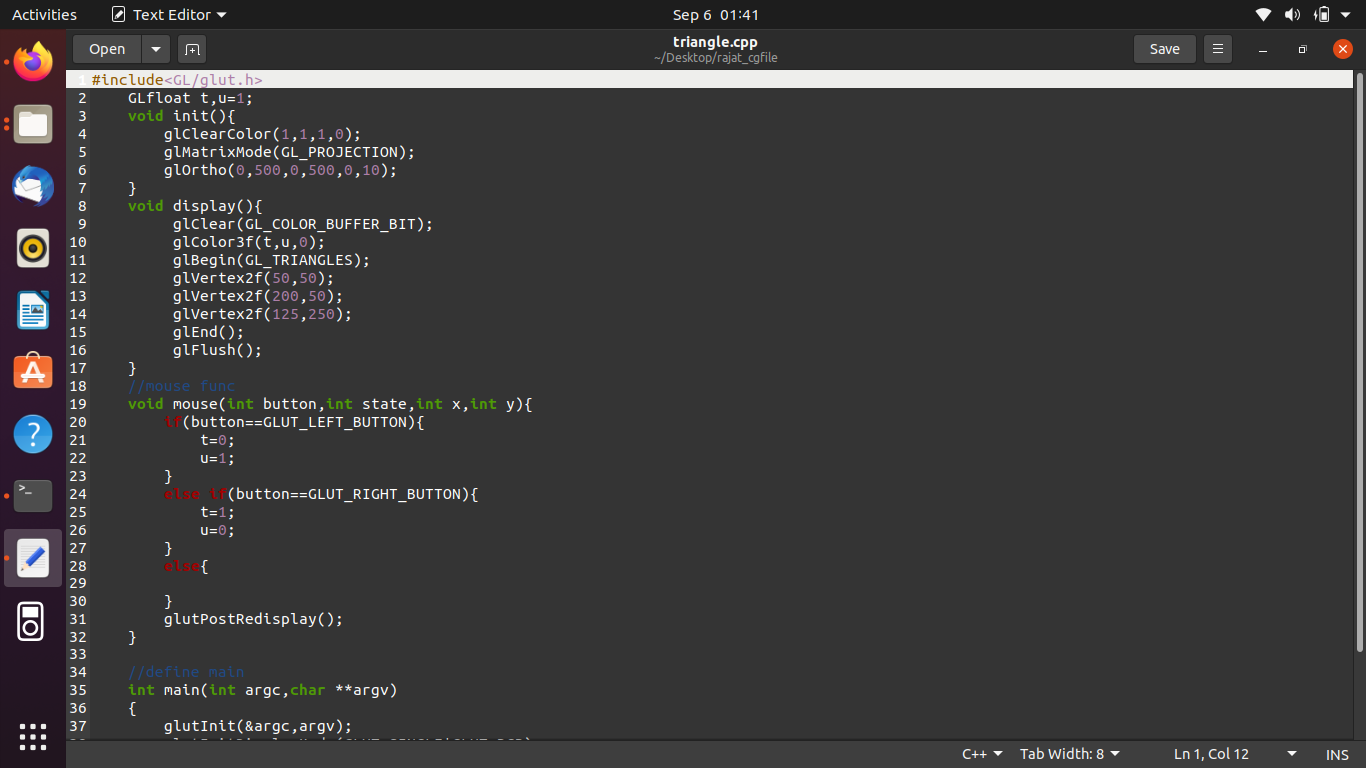 Activities Text Editor Sep 6 01:41
Open triangle.cpp Save
~/Desktop/rajat_cgfile
1 #include<GL/glut.h>
2 GLfloat t,u=1;
3 void init(){
4 glClearColor(1,1,1,0);
5 glMatrixMode(GL_PROJECTION);
6 glOrtho(0,500,0,500,0,10);
7 }
8 void display(){
9 glClear(GL_COLOR_BUFFER_BIT);
10 glColor3f(t,u,0);
11 glBegin(GL_TRIANGLES);
12 glVertex2f(50,50);
13 glVertex2f(200,50);
14 glVertex2f(125,250);
15 glEnd();
16 glFlush();
17 }
18 //mouse func
19 void mouse(int button,int state,int x,int y){
20 if(button==GLUT_LEFT_BUTTON){
21 t=0;
22 u=1;
23 }
24 else if(button==GLUT_RIGHT_BUTTON){
25 t=1;
26 u=0;
27 }
28 else{
29
30 }
31 glutPostRedisplay();
32 }
33
34 //define main
35 int main(int argc,char **argv)
36 {
37 glutInit(&argc,argv);
C++ Tab Width: 8 Ln 1, Col 12 INS